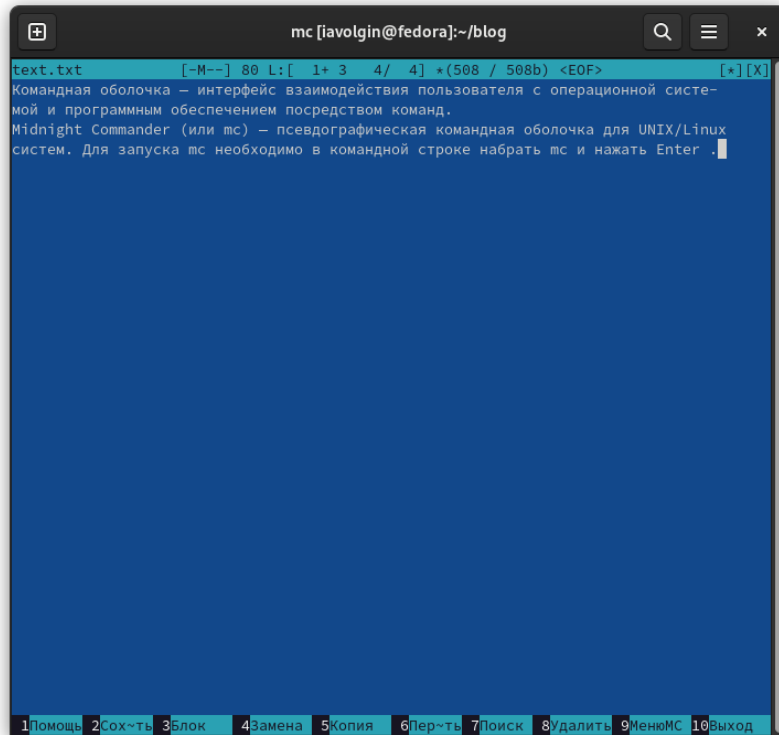 mc [iavolgin@fedora]:~/blog
text.txt [-M--] 80 L:[ 1+ 3 4/ 4] *(508 / 508b) <EOF> [*][X]
Командная оболочка — интерфейс взаимодействия пользователя с операционной систе-
мой и программным обеспечением посредством команд.
Midnight Commander (или mc) — псевдографическая командная оболочка для UNIX/Linux
систем. Для запуска mc необходимо в командной строке набрать mc и нажать Enter .
1Помощь 2Сох~ть 3Блок 4Замена 5Копия 6Пер~ть 7Поиск 8Удалить 9МенюMC 10Выход